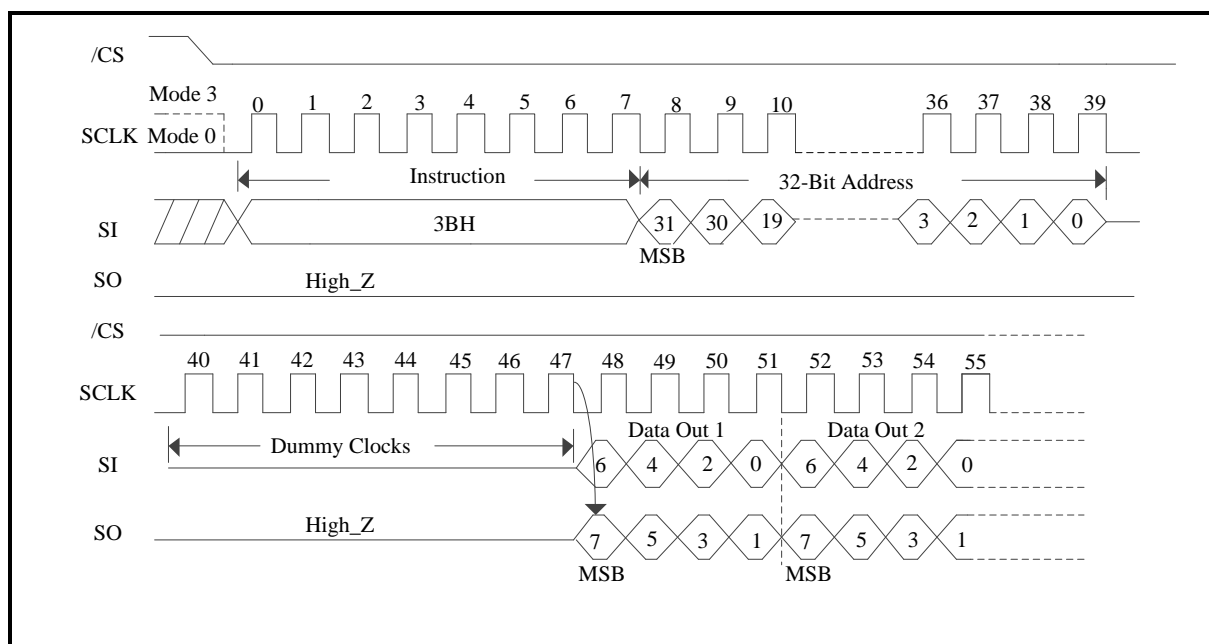 /CS
Mode 3
0 1 2 3 4 5 6 7 8 9 10 36 37 38 39
SCLK Mode 0
Instruction 32-Bit Address
SI 3BH 31 30 19 3 2 1 0
MSB
SO High_Z
/CS
40 41 42 43 44 45 46 47 48 49 50 51 52 53 54 55
SCLK
Dummy Clocks Data Out 1 Data Out 2
SI 6 4 2 0 6 4 2 0
SO High_Z 7 5 3 1 7 5 3 1
MSB MSB